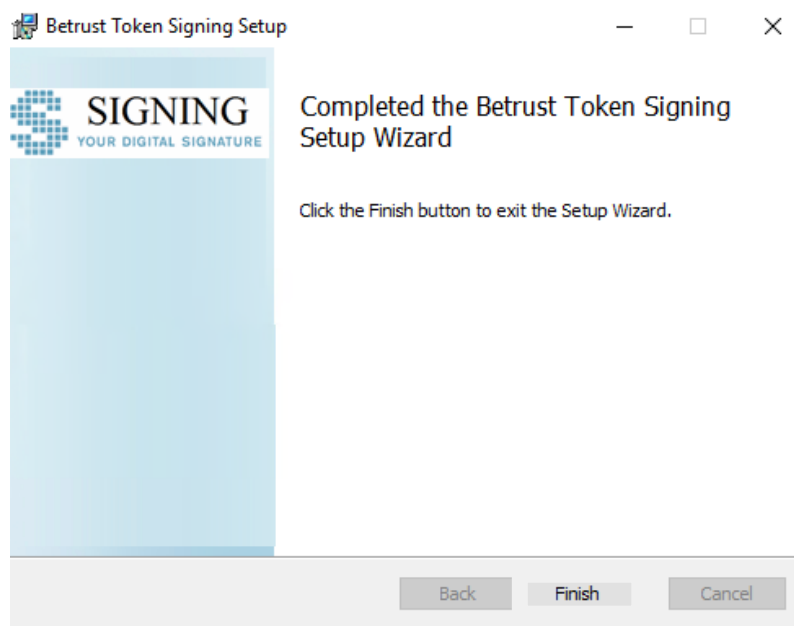 Betrust Token Signing Setup
SIGNING
YOUR DIGITAL SIGNATURE
Completed the Betrust Token Signing
Setup Wizard
Click the Finish button to exit the Setup Wizard.
Back Finish Cancel